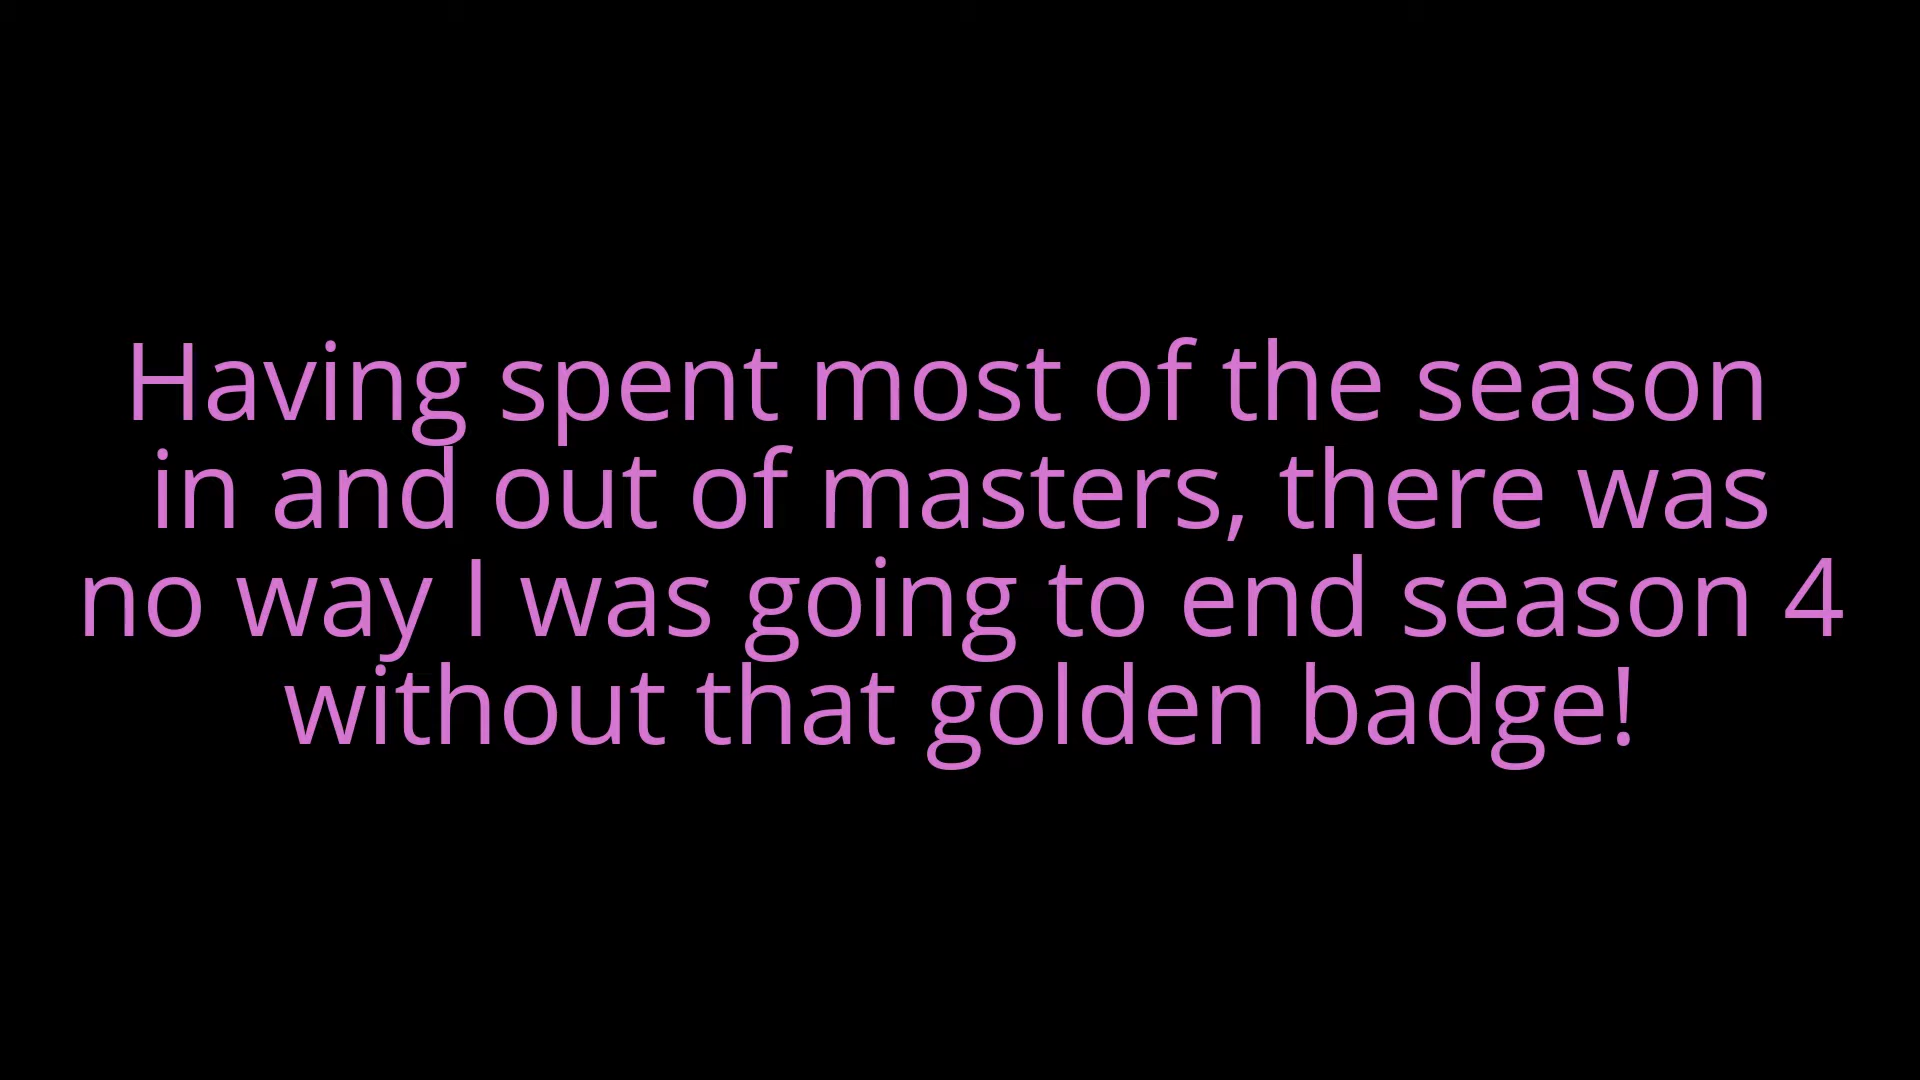 Having spent most of the season
in and out of masters, there was
no way I was going to end season 4
without that golden badge!